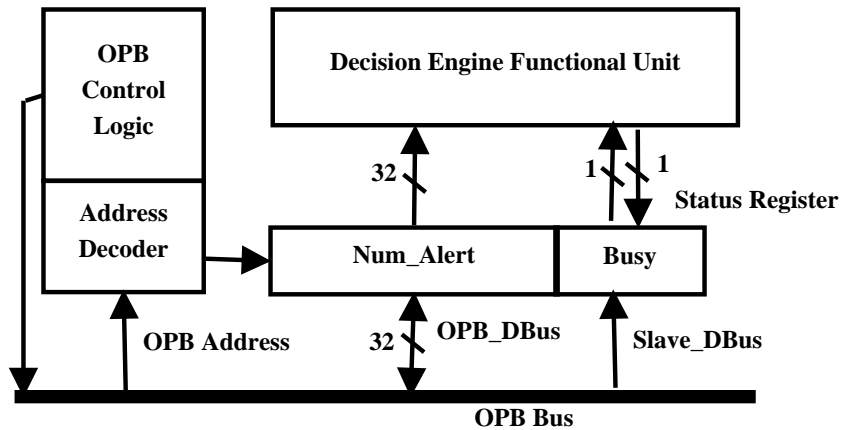 OPB
Control
Logic
Decision Engine Functional Unit
32
1
1
Status Register
Address
Decoder
Num_Alert
Busy
OPB Address
32
OPB_DBus
Slave_DBus
OPB Bus